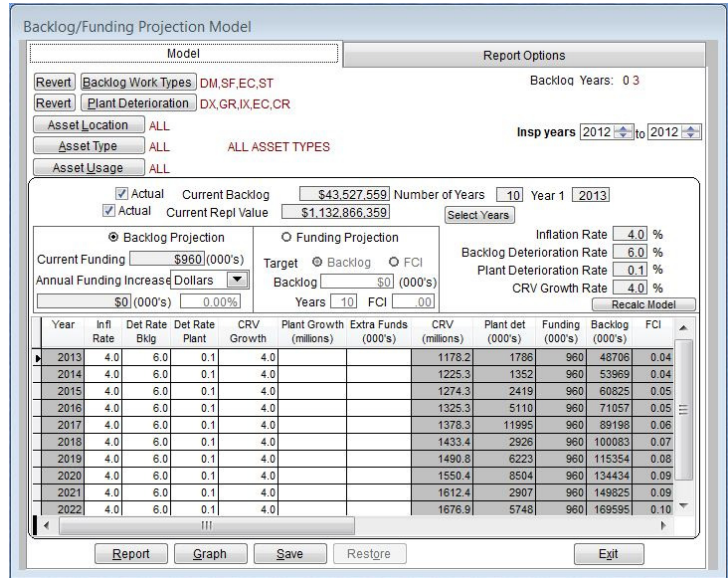 Backlog/Funding Projection Model
Model Report Options
Revert Backlog Work Types DM,SF,EC,ST Backlog Years: 0 3
Revert Plant Deterioration DX,GR,IX,EC,CR
Asset Location ALL
Insp years 2012 to 2012
Asset Type ALL ALL ASSET TYPES
Asset Usage ALL
Actual Current Backlog $43,527,559 Number of Years 10 Year 1 2013
Actual Current Repl Value $1,132,866,359 Select Years
Backlog Projection Funding Projection Inflation Rate 4.0 %
Current Funding $960 (000's) Target Backlog FCI Backlog Deterioration Rate 6.0 %
Annual Funding Increase Dollars Backlog $0 (000's) Plant Deterioration Rate 0.1 %
$0 (000's) 0.00% Years 10 FCI .00 CRV Growth Rate 4.0 %
Recalc Model
Year Infl Det Rate Det Rate CRV Plant Growth Extra Funds CRV Plant det Funding Backlog FCI
Rate Bklg Plant Growth (millions) (000's) (millions) (000's) (000's) (000's)
2013 4.0 6.0 0.1 4.0 1178.2 1786 960 48706 0.04
2014 4.0 6.0 0.1 4.0 1225.3 1352 960 53969 0.04
2015 4.0 6.0 0.1 4.0 1274.3 2419 960 60825 0.05
2016 4.0 6.0 0.1 4.0 1325.3 5110 960 71057 0.05
2017 4.0 6.0 0.1 4.0 1378.3 11995 960 89198 0.06
2018 4.0 6.0 0.1 4.0 1433.4 2926 960 100083 0.07
2019 4.0 6.0 0.1 4.0 1490.8 6223 960 115354 0.08
2020 4.0 6.0 0.1 4.0 1550.4 8504 960 134434 0.09
2021 4.0 6.0 0.1 4.0 1612.4 2907 960 149825 0.09
2022 4.0 6.0 0.1 4.0 1676.9 5748 960 169595 0.10
Report Graph Save Restore Exit